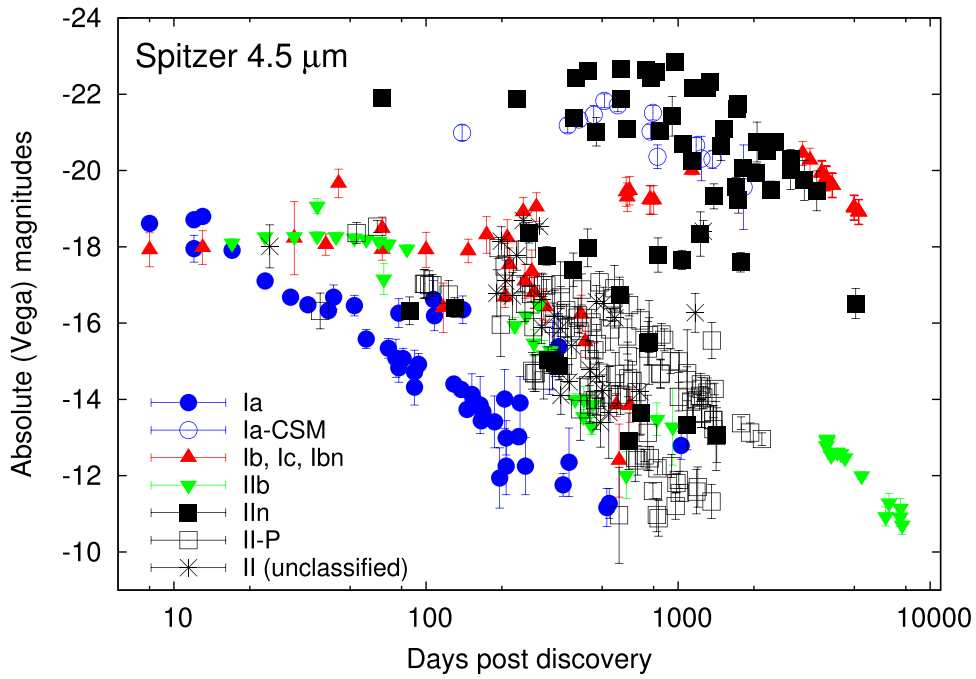 Spitzer 4.5 μm
Absolute (Vega) magnitudes
-24
-22
-20
-18
-16
-14
-12
-10
Ia
Ia-CSM
Ib, Ic, Ibn
IIb
IIn
II-P
II (unclassified)
10
100
1000
10000
Days post discovery